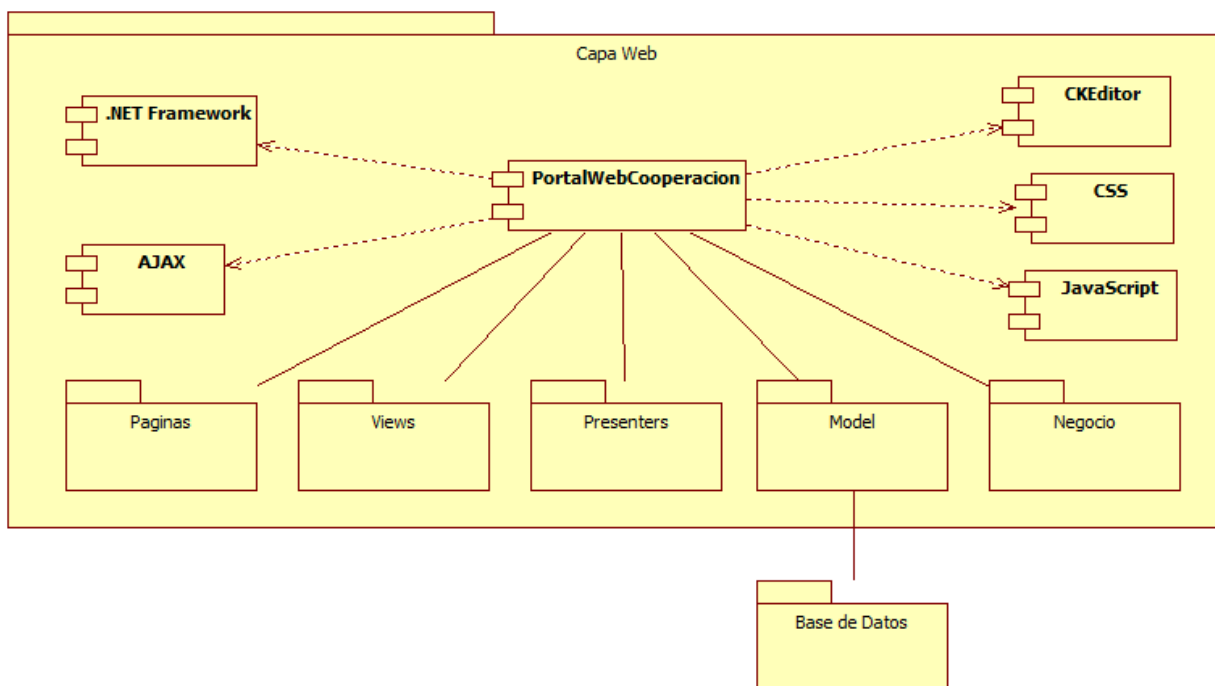 Capa Web
.NET Framework
CKEditor
PortalWebCooperacion
CSS
AJAX
JavaScript
Paginas
Views
Presenters
Model
Negocio
Base de Datos